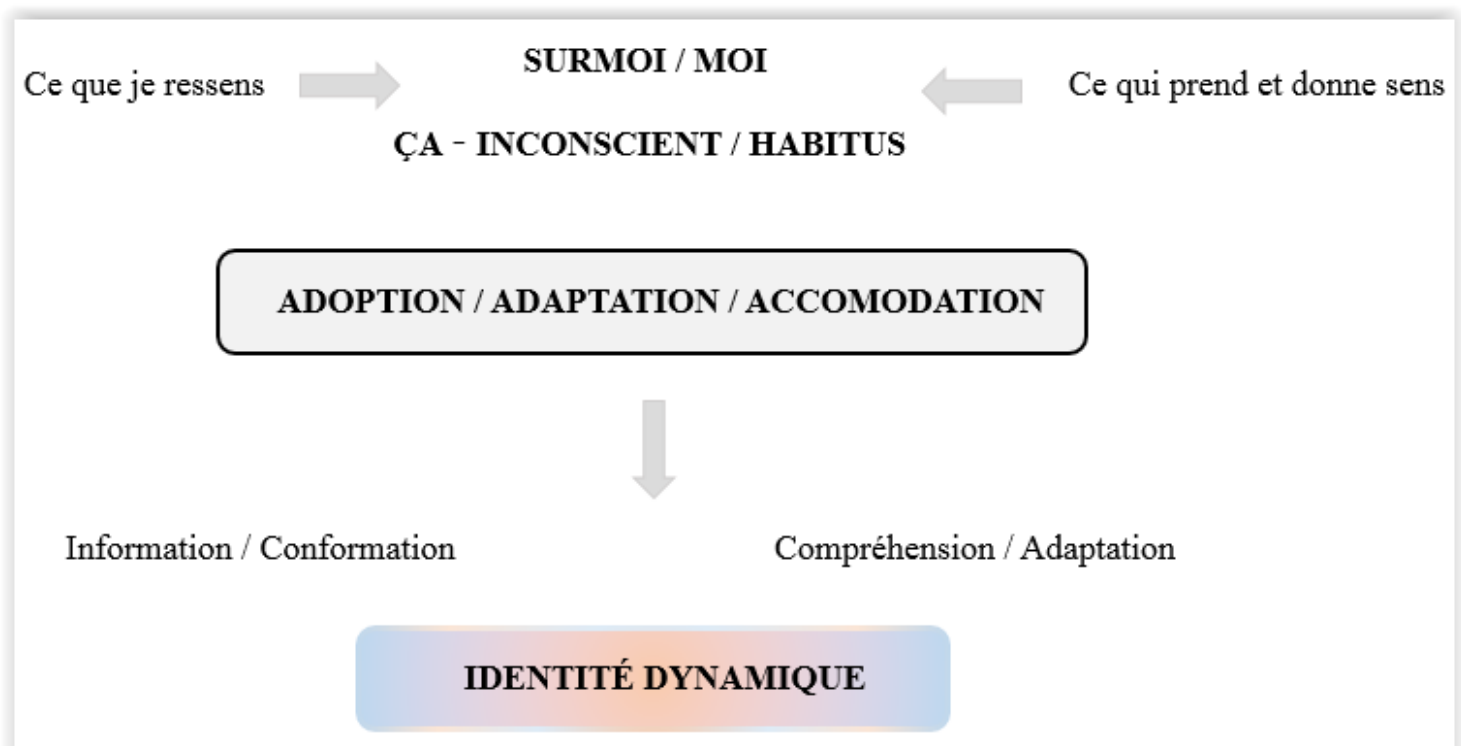 SURMOI / MOI
Ce que je ressens
Ce qui prend et donne sens
ÇA - INCONSCIENT / HABITUS
ADOPTION / ADAPTATION / ACCOMODATION
Information / Conformation
Compréhension / Adaptation
IDENTITÉ DYNAMIQUE